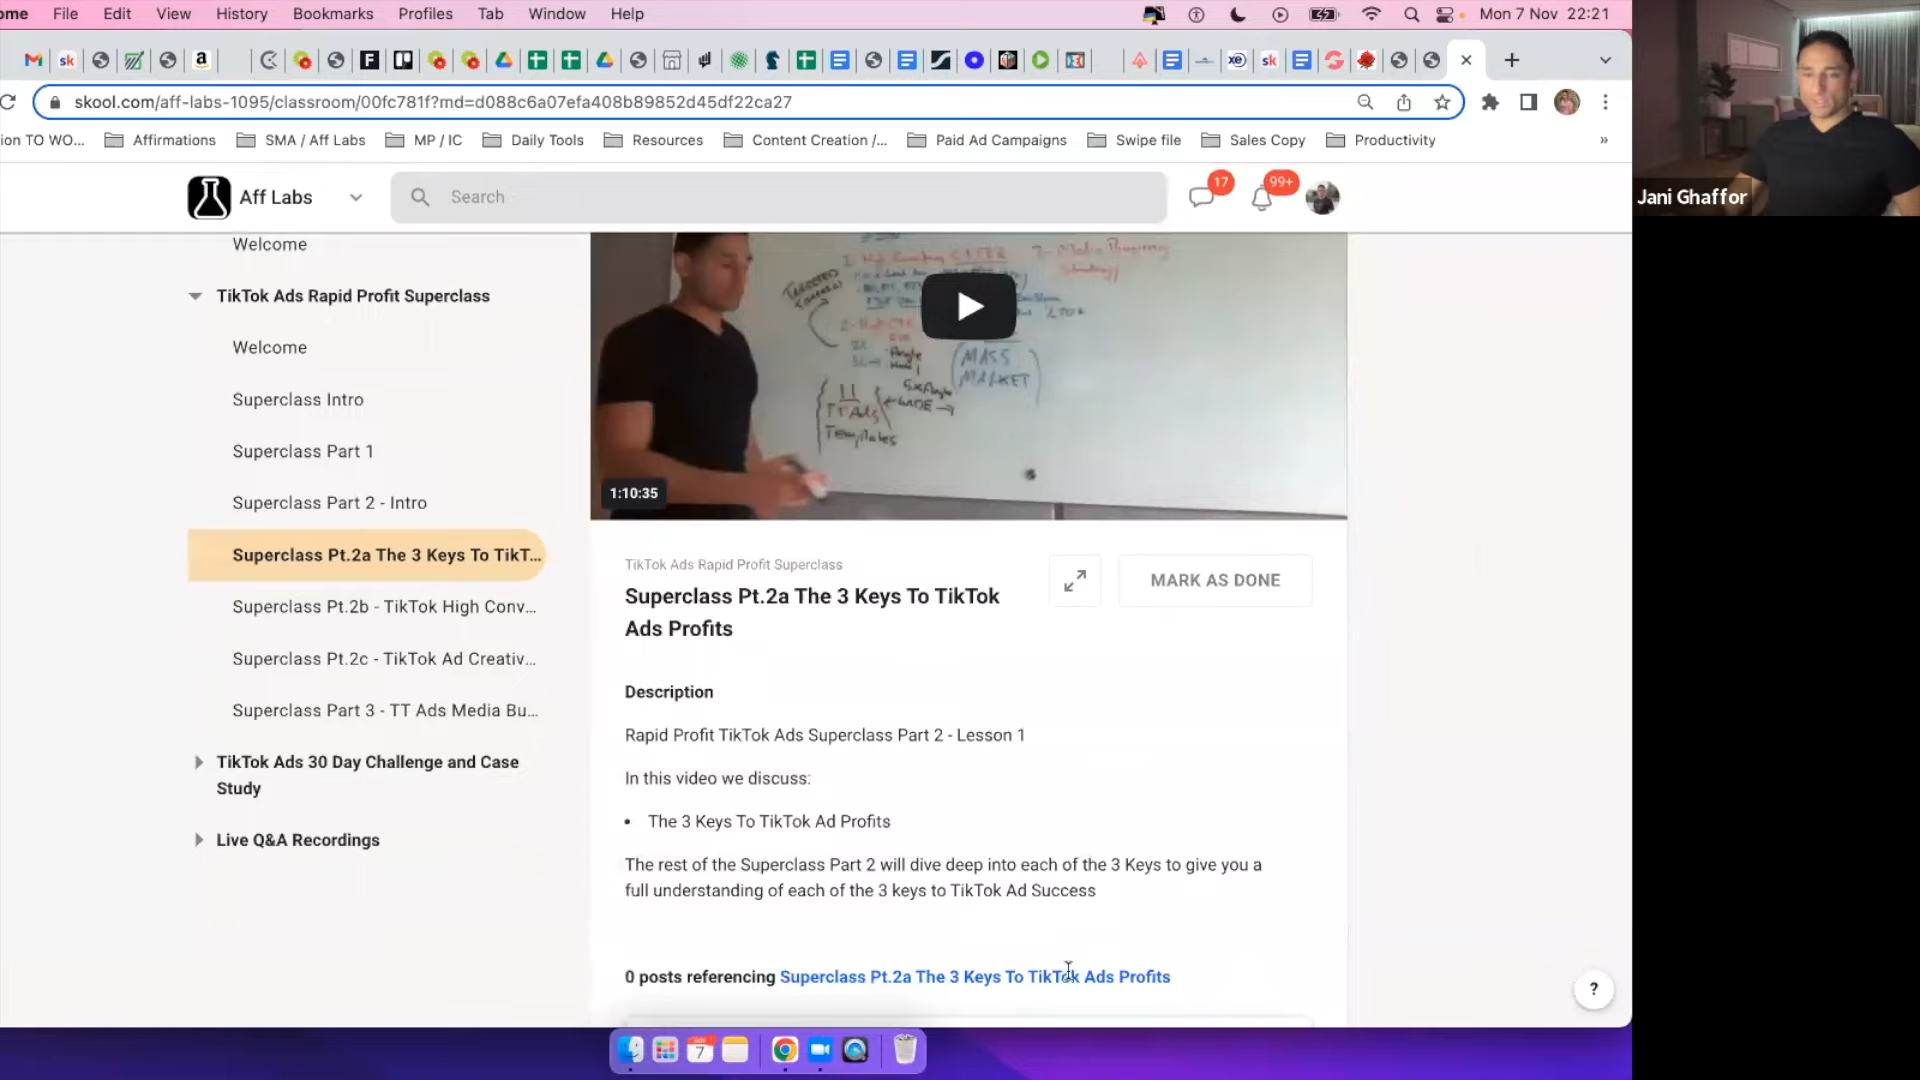 ome File Edit View History Bookmarks Profiles Tab Window Help
Mon 7 Nov 22:21
skool.com/aff-labs-1095/classroom/00fc781f?md=d088c6a07efa408b89852d45df22ca27
ion TO WO... Affirmations SMA / Aff Labs MP / IC Daily Tools Resources Content Creation /... Paid Ad Campaigns Swipe file Sales Copy Productivity »
Aff Labs
Search
17
99+
Jani Ghaffor
Welcome
TikTok Ads Rapid Profit Superclass
Welcome
Superclass Intro
Superclass Part 1
Superclass Part 2 - Intro
Superclass Pt.2a The 3 Keys To TikT...
Superclass Pt.2b - TikTok High Conv...
Superclass Pt.2c - TikTok Ad Creativ...
Superclass Part 3 - TT Ads Media Bu...
TikTok Ads 30 Day Challenge and Case
Study
Live Q&A Recordings
(MASS
MARKET)
11
TT Ads
Templates
1:10:35
TikTok Ads Rapid Profit Superclass
Superclass Pt.2a The 3 Keys To TikTok
Ads Profits
MARK AS DONE
Description
Rapid Profit TikTok Ads Superclass Part 2 - Lesson 1
In this video we discuss:
• The 3 Keys To TikTok Ad Profits
The rest of the Superclass Part 2 will dive deep into each of the 3 Keys to give you a
full understanding of each of the 3 keys to TikTok Ad Success
0 posts referencing Superclass Pt.2a The 3 Keys To TikTok Ads Profits
?
7